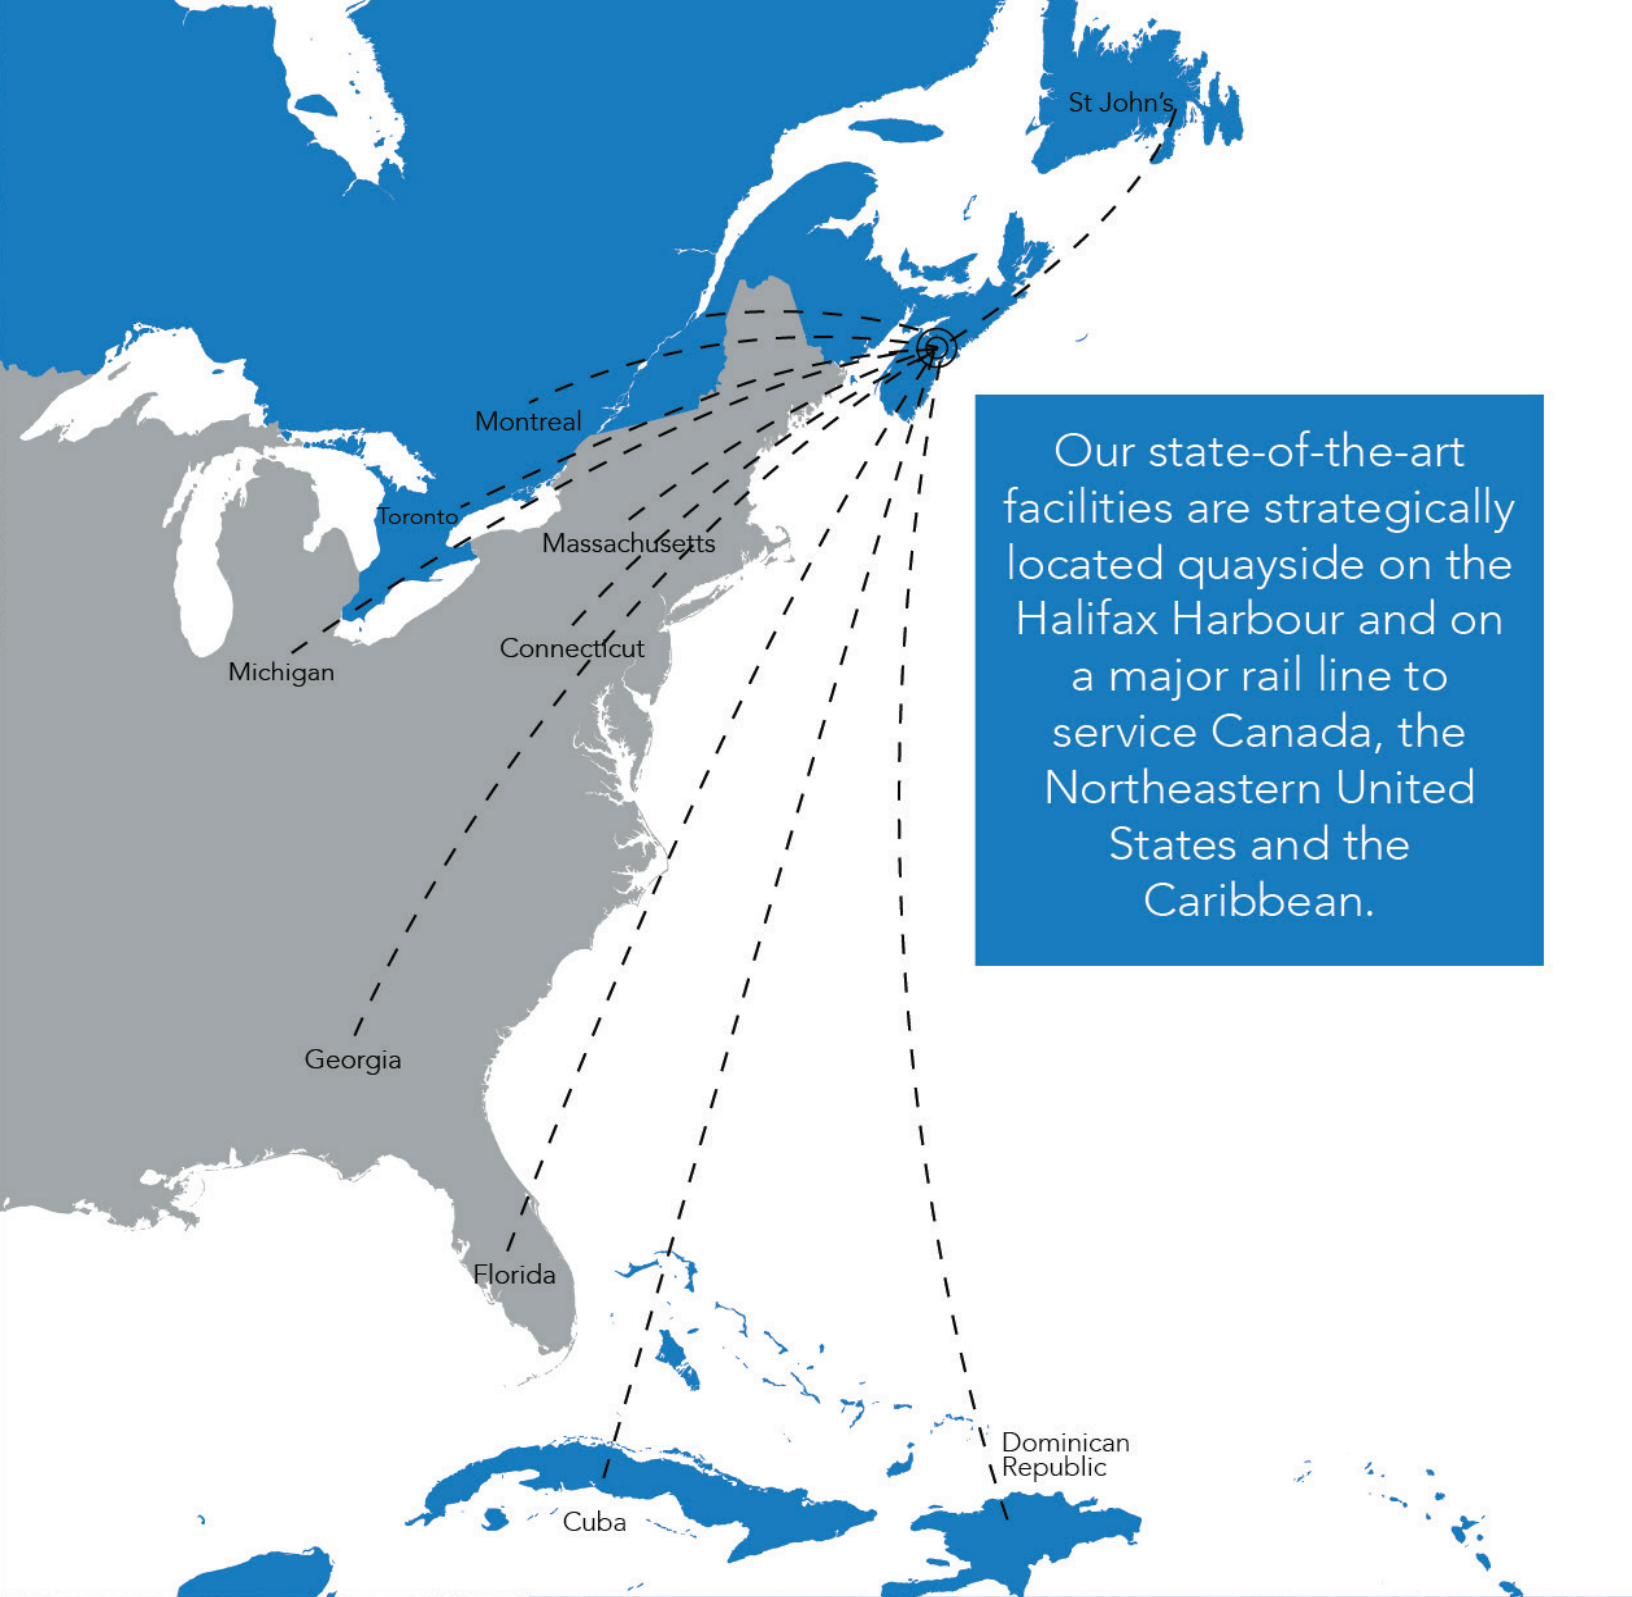 St John's
Montreal
Toronto
Massachusetts
Connecticut
Michigan
Our state-of-the-art
facilities are strategically
located quayside on the
Halifax Harbour and on
a major rail line to
service Canada, the
Northeastern United
States and the
Caribbean.
Georgia
Florida
Dominican
Republic
Cuba